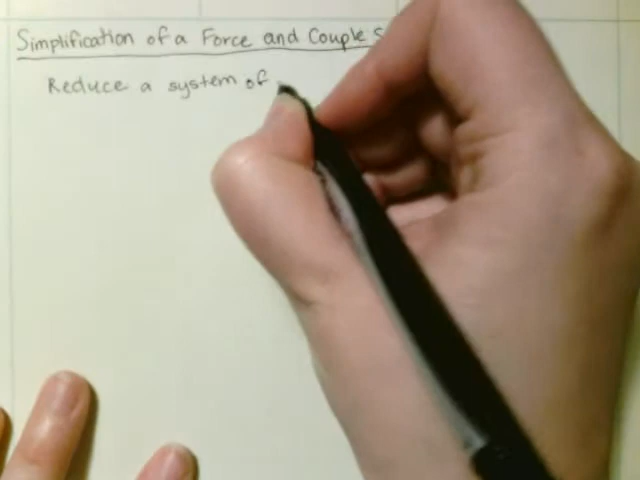 Simplification of a Force and Couple S
Reduce a system of